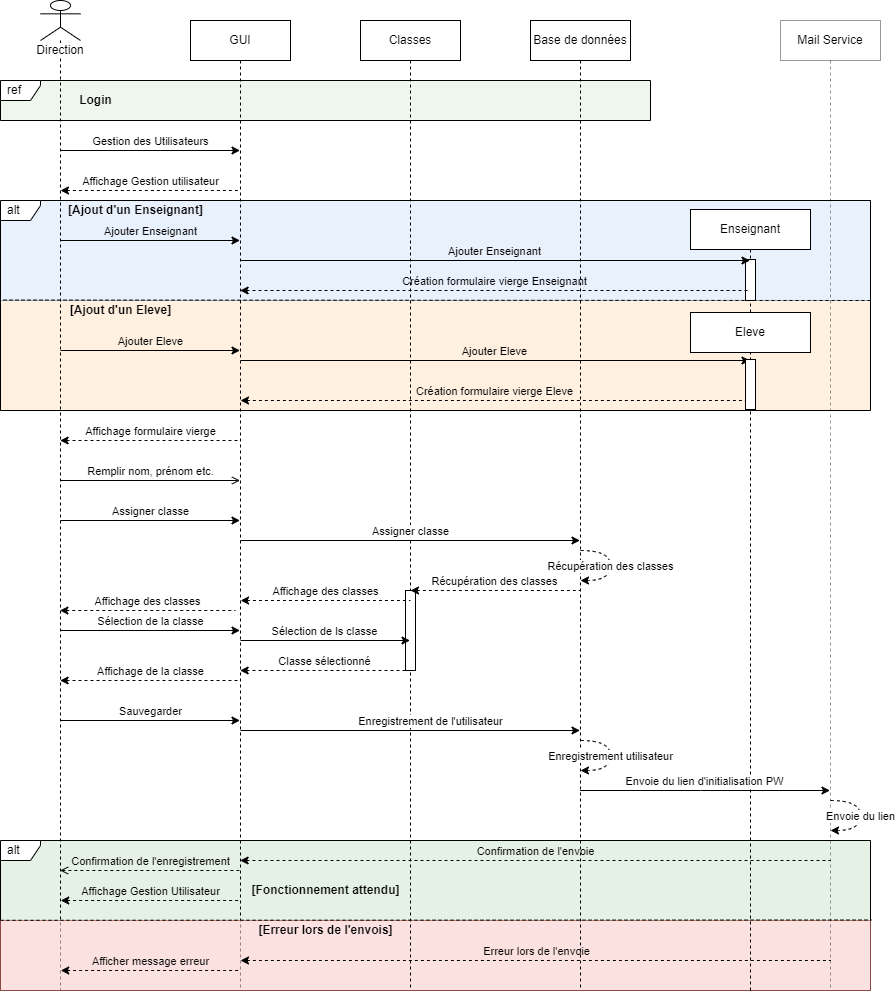 Direction
GUI
Classes
Base de données
Mail Service
ref
Login
Gestion des Utilisateurs
Affichage Gestion utilisateur
alt
[Ajout d'un Enseignant]
Enseignant
Ajouter Enseignant
Ajouter Enseignant
Création formulaire vierge Enseignant
[Ajout d'un Eleve]
Eleve
Ajouter Eleve
Ajouter Eleve
Création formulaire vierge Eleve
Affichage formulaire vierge
Remplir nom, prénom etc.
Assigner classe
Assigner classe
Récupération des classes
Récupération des classes
Affichage des classes
Affichage des classes
Sélection de la classe
Sélection de ls classe
Classe sélectionné
Affichage de la classe
Sauvegarder
Enregistrement de l'utilisateur
Enregistrement utilisateur
Envoie du lien d'initialisation PW
Envoie du lien
alt
Confirmation de l'envoie
Confirmation de l'enregistrement
Affichage Gestion Utilisateur
[Fonctionnement attendu]
[Erreur lors de l'envois]
Erreur lors de l'envoie
Afficher message erreur